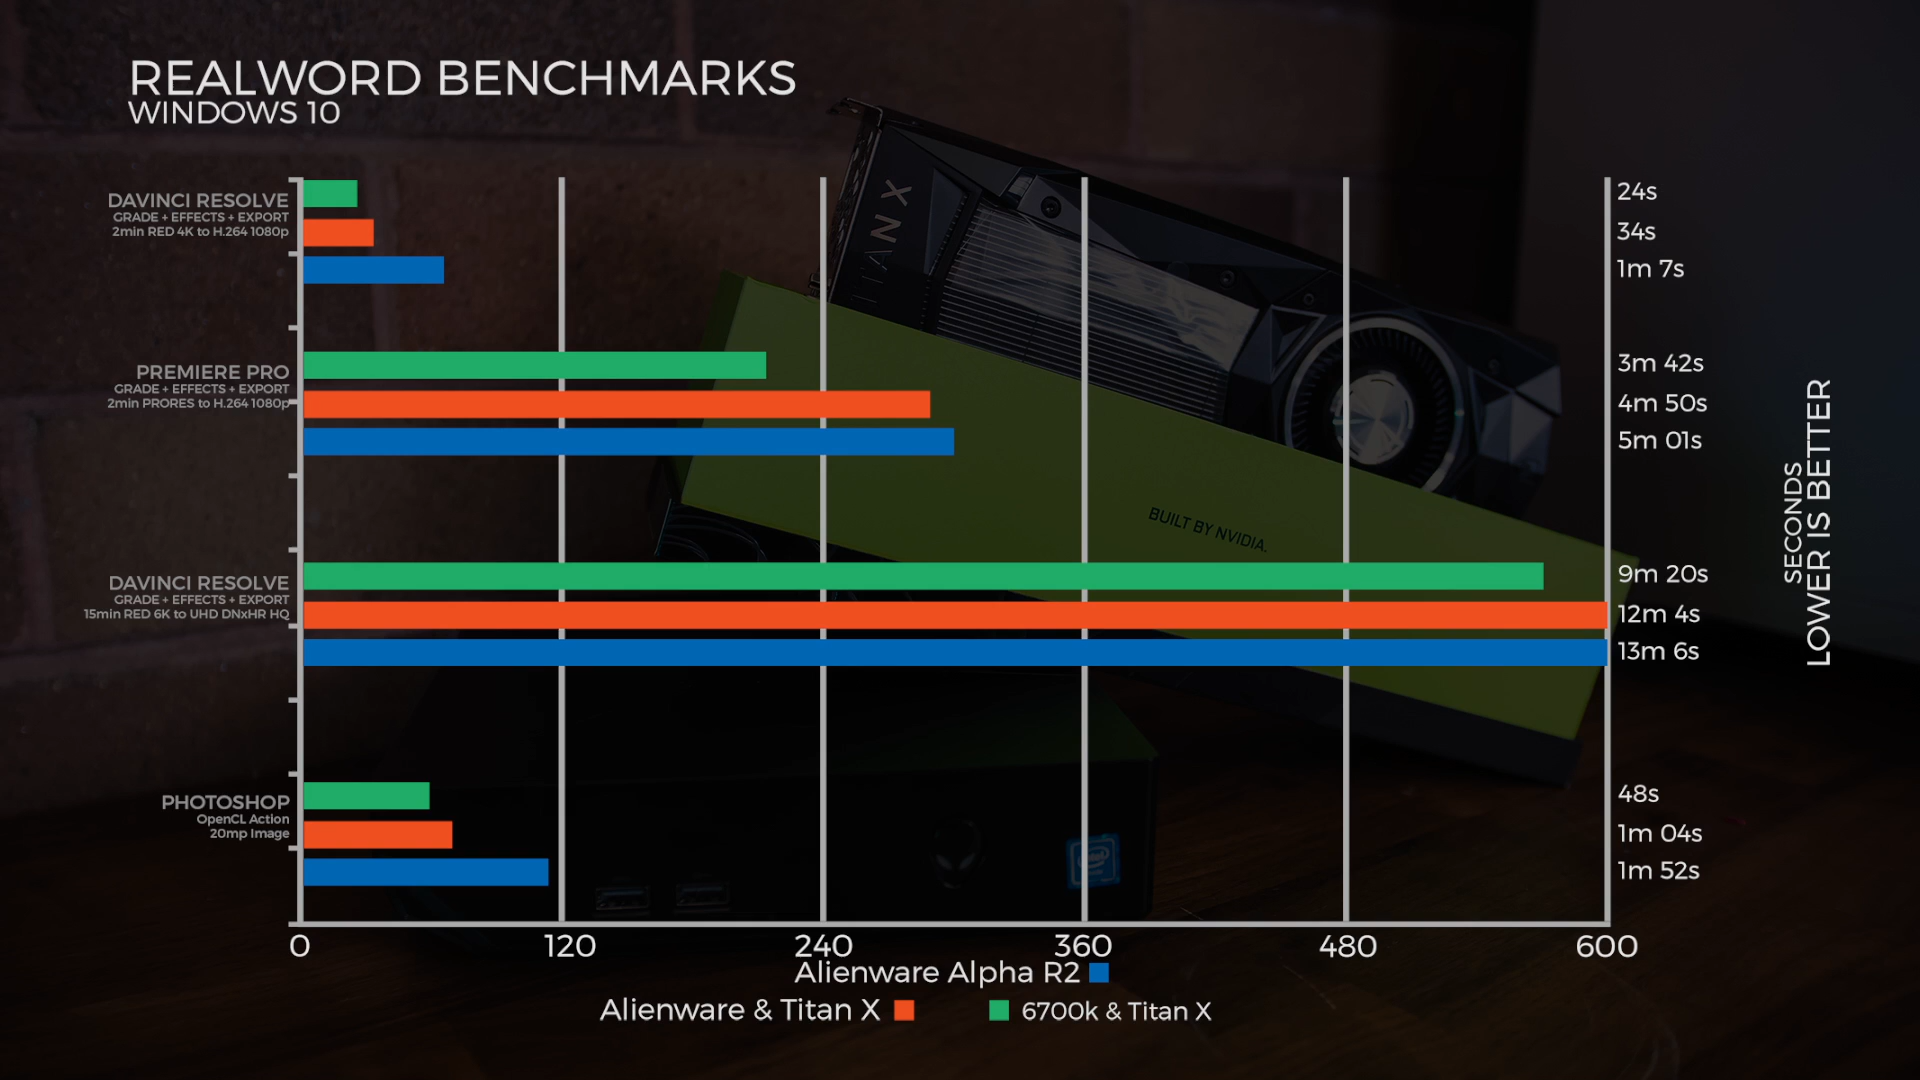 REALWORD BENCHMARKS
WINDOWS 10
DAVINCI RESOLVE
GRADE + EFFECTS + EXPORT
2min RED 4K to H.264 1080p
24s
34s
1m 7s
PREMIERE PRO
GRADE + EFFECTS + EXPORT
2min PRORES to H.264 1080p
3m 42s
4m 50s
5m 01s
DAVINCI RESOLVE
GRADE + EFFECTS + EXPORT
15min RED 6K to UHD DNxHR HQ
9m 20s
12m 4s
13m 6s
PHOTOSHOP
OpenCL Action
20mp Image
48s
1m 04s
1m 52s
SECONDS
LOWER IS BETTER
TITAN X
BUILT BY NVIDIA.
intel
0 120 240 360 480 600
Alienware Alpha R2
Alienware & Titan X
6700k & Titan X